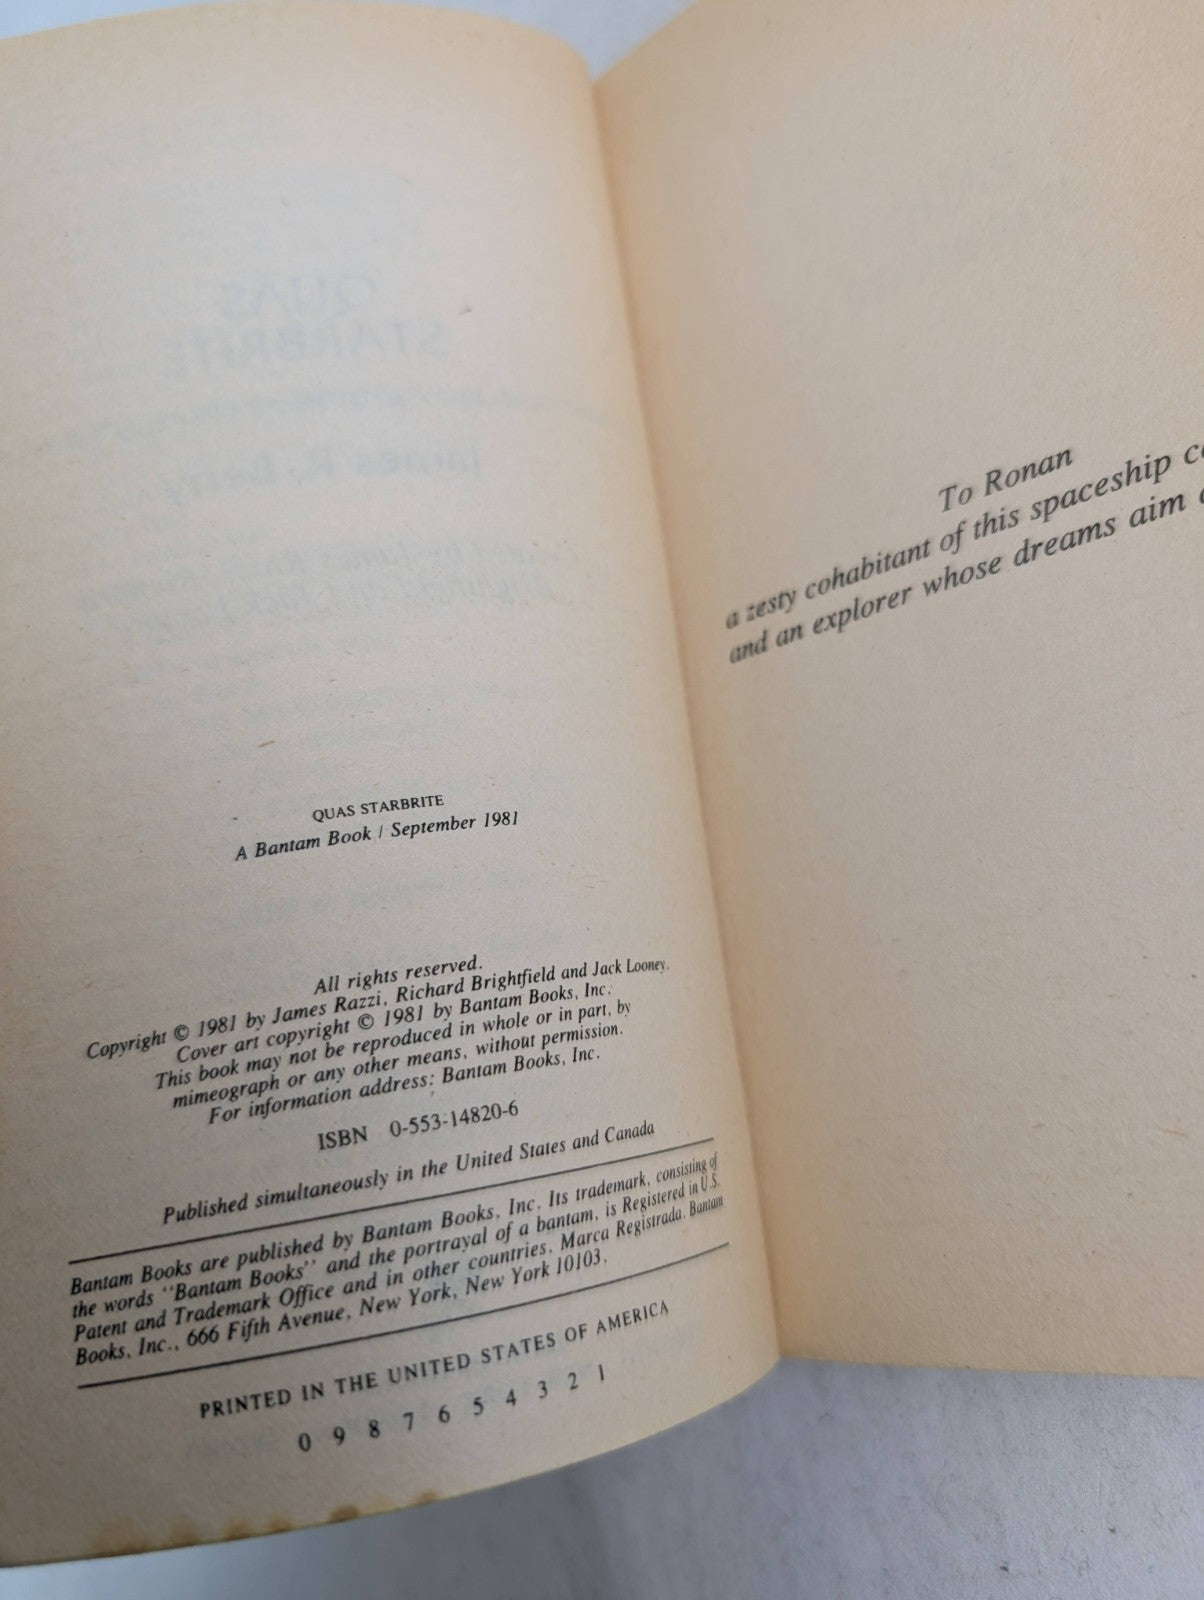 QUAS STARBRITE
A Bantam Book / September 1981
All rights reserved.
Copyright © 1981 by James Razzi, Richard Brightfield and Jack Looney.
Cover art copyright © 1981 by Bantam Books, Inc.
This book may not be reproduced in whole or in part, by
mimeograph or any other means, without permission.
For information address: Bantam Books, Inc.
ISBN 0-553-14820-6
Published simultaneously in the United States and Canada
Bantam Books are published by Bantam Books, Inc. Its trademark, consisting of
the words "Bantam Books" and the portrayal of a bantam, is Registered in U.S.
Patent and Trademark Office and in other countries. Marca Registrada. Bantam
Books, Inc., 666 Fifth Avenue, New York, New York 10103.
PRINTED IN THE UNITED STATES OF AMERICA
0 9 8 7 6 5 4 3 2 1
To Ronan
a zesty cohabitant of this spaceship
and an explorer whose dreams aim